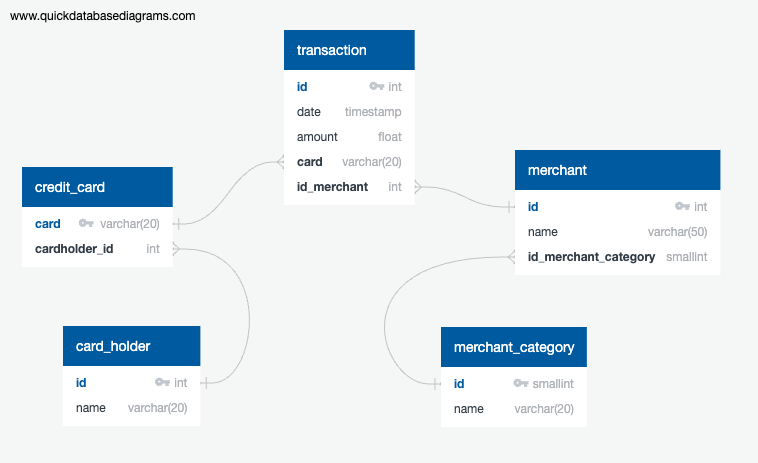 www.quickdatabasediagrams.com
transaction
id int
date timestamp
amount float
card varchar(20)
id_merchant int
credit_card
card varchar(20)
cardholder_id int
merchant
id int
name varchar(50)
id_merchant_category smallint
card_holder
id int
name varchar(20)
merchant_category
id smallint
name varchar(20)